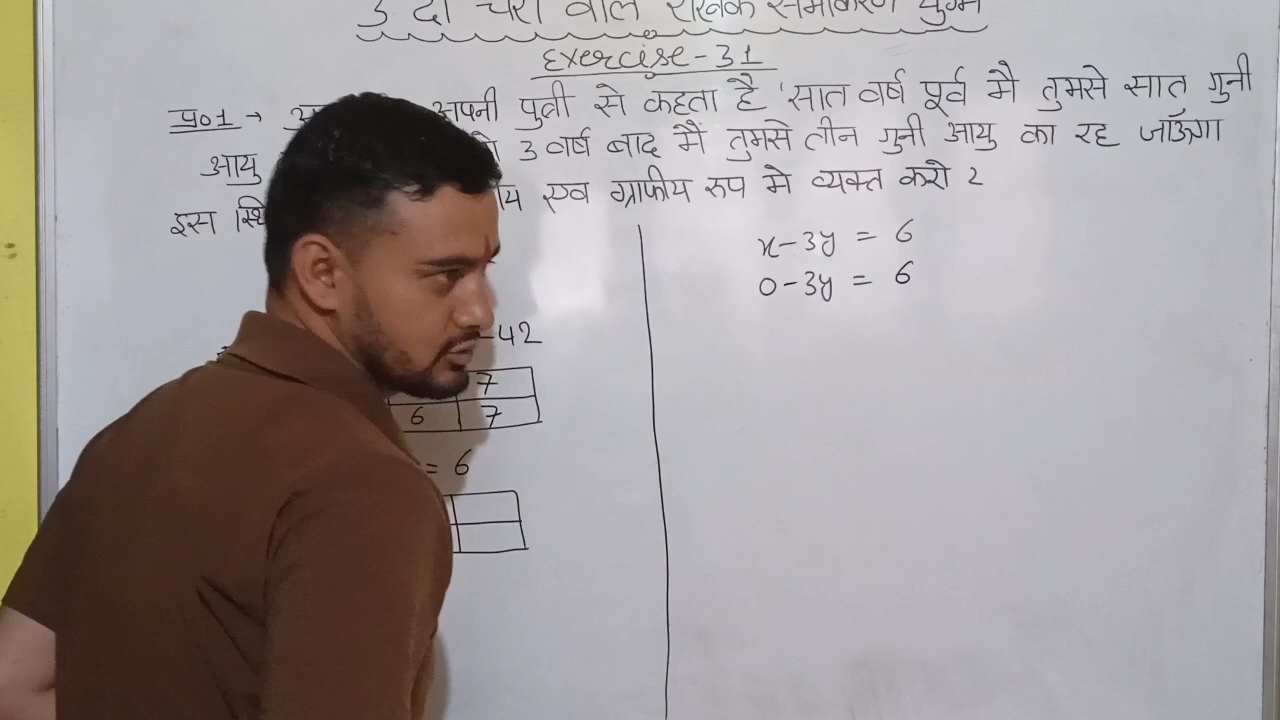 3 दो चरों वाले रैखिक समीकरण युग्म
Exercise-3.1
प्र०1→ अपनी पुत्री से कहता है 'सात वर्ष पूर्व मै तुमसे सात गुनी
आयु 3 वर्ष बाद मैं तुमसे तीन गुनी आयु का रह जाऊँगा
इस एव ग्राफीय रूप मे व्यक्त करो ?
x-3y = 6
0-3y = 6
-42
7
6 7
= 6